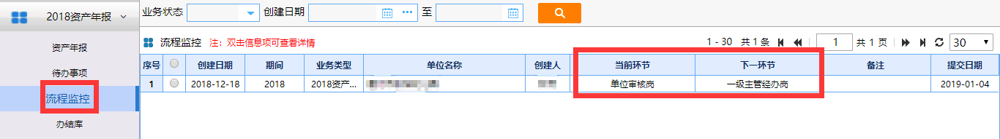 2018资产年报
资产年报
待办事项
流程监控
办结库
业务状态 创建日期 至
流程监控 注：双击信息项可查看详情 1 - 30 共 1 条 1 共 1 页 30
序号 创建日期 期间 业务类型 单位名称 创建人 当前环节 下一环节 备注 提交日期
1 2018-12-18 2018 2018资产... 单位审核岗 一级主管经办岗 2019-01-04